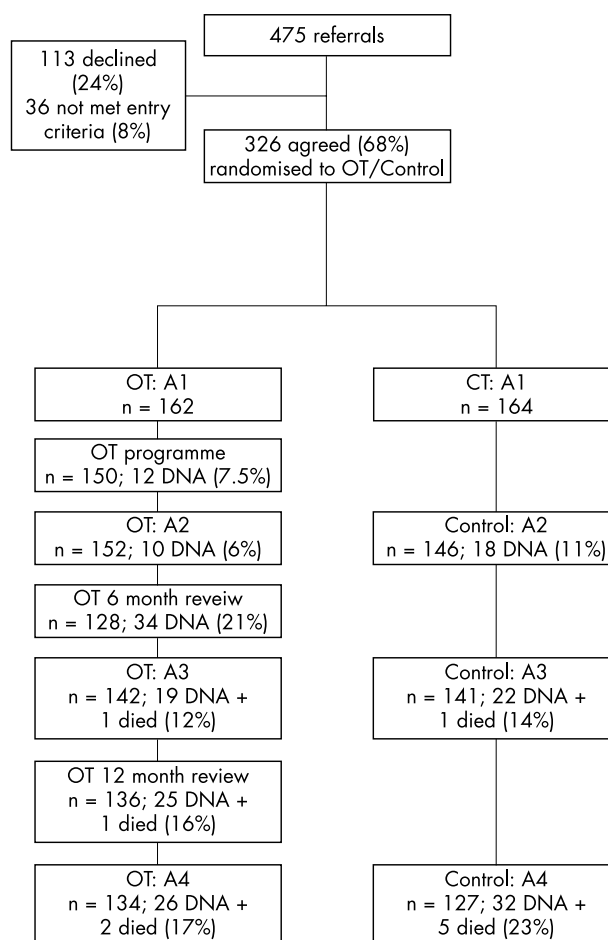 475 referrals
113 declined
(24%)
36 not met entry
criteria (8%)
326 agreed (68%)
randomised to OT/Control
OT: A1
n = 162
CT: A1
n = 164
OT programme
n = 150; 12 DNA (7.5%)
OT: A2
n = 152; 10 DNA (6%)
Control: A2
n = 146; 18 DNA (11%)
OT 6 month reveiw
n = 128; 34 DNA (21%)
OT: A3
n = 142; 19 DNA +
1 died (12%)
Control: A3
n = 141; 22 DNA +
1 died (14%)
OT 12 month review
n = 136; 25 DNA +
1 died (16%)
OT: A4
n = 134; 26 DNA +
2 died (17%)
Control: A4
n = 127; 32 DNA +
5 died (23%)